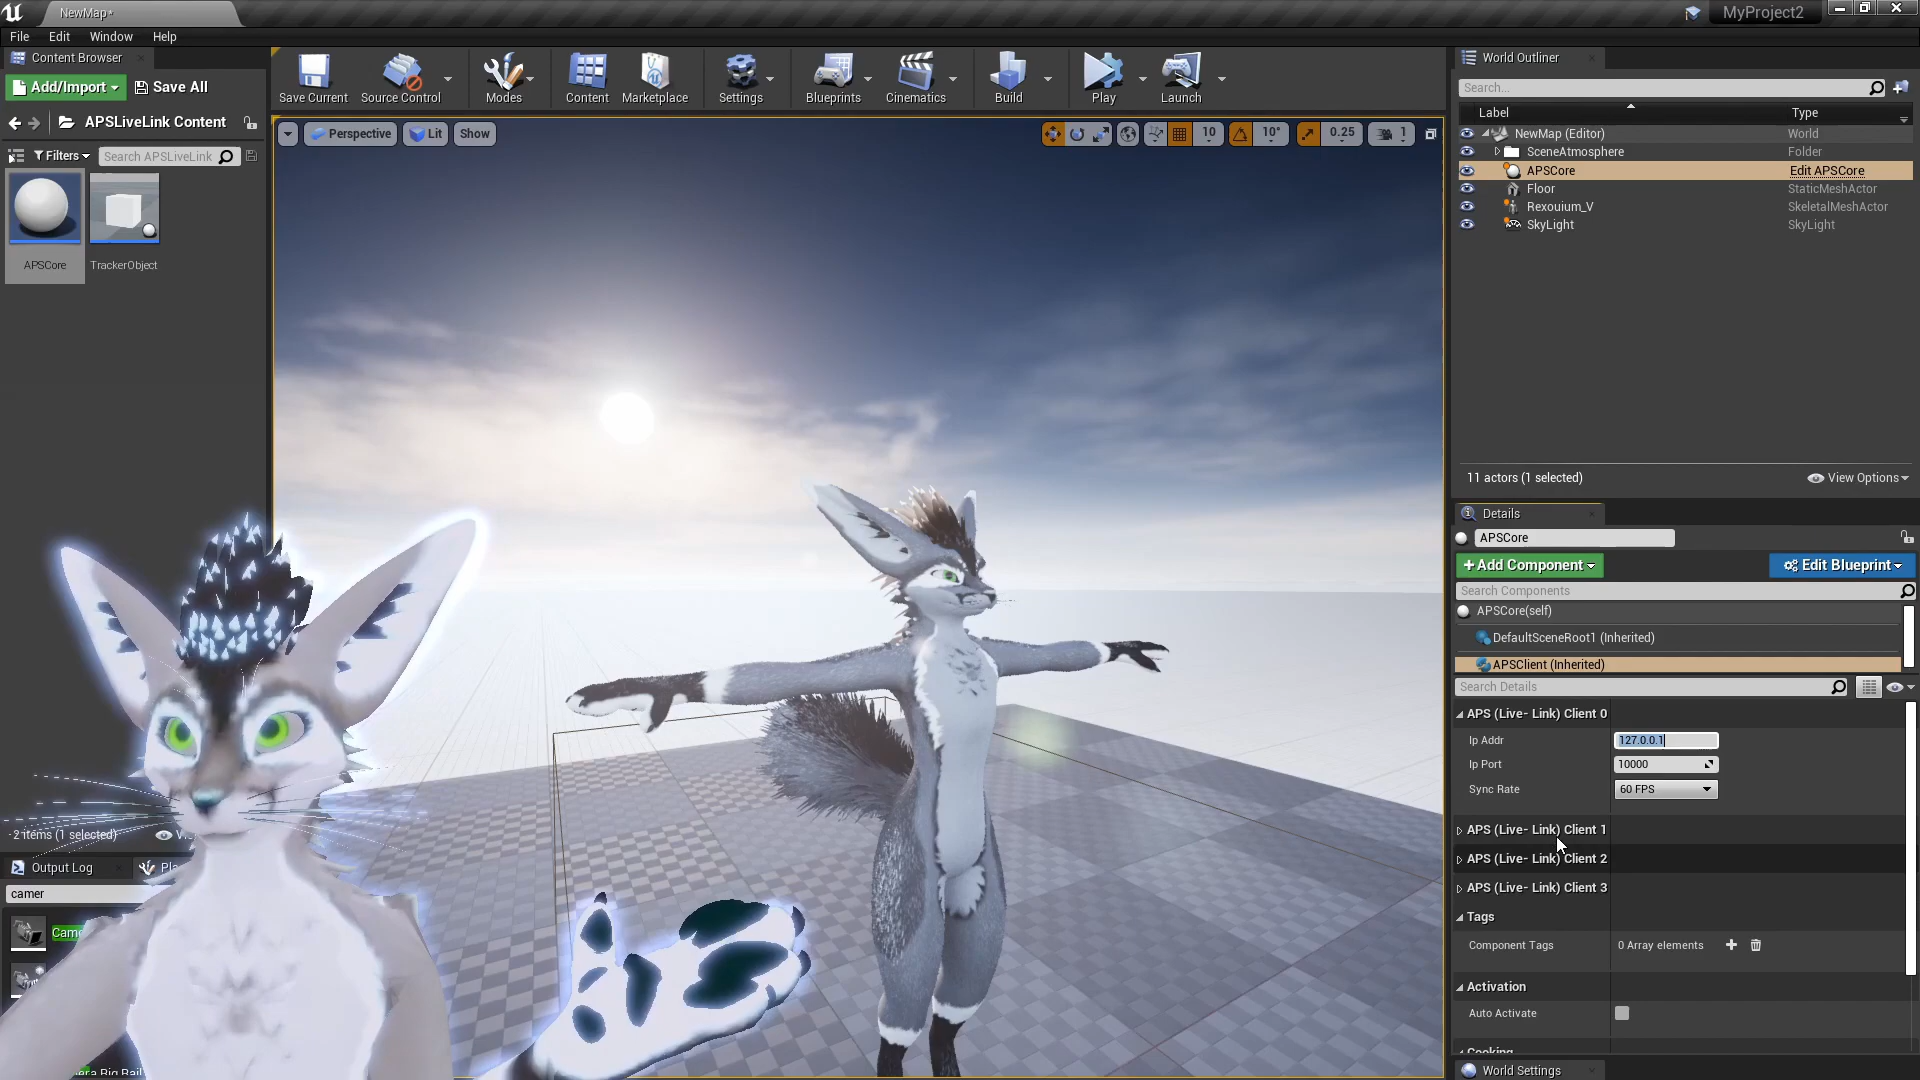 NewMap*
MyProject2
File Edit Window Help
Content Browser
Add/Import
Save All
APSLiveLink Content
Filters
Search APSLiveLink
APSCore
TrackerObject
2 items (1 selected)
Output Log
camer
Save Current
Source Control
Modes
Content
Marketplace
Settings
Blueprints
Cinematics
Build
Play
Launch
Perspective
Lit
Show
10
10°
0.25
1
World Outliner
Search...
Label Type
NewMap (Editor) World
SceneAtmosphere Folder
APSCore Edit APSCore
Floor StaticMeshActor
Rexouium_V SkeletalMeshActor
SkyLight SkyLight
11 actors (1 selected)
View Options
Details
APSCore
+Add Component
Edit Blueprint
Search Components
APSCore(self)
DefaultSceneRoot1 (Inherited)
APSClient (Inherited)
Search Details
APS (Live- Link) Client 0
Ip Addr 127.0.0.1
Ip Port 10000
Sync Rate 60 FPS
APS (Live- Link) Client 1
APS (Live- Link) Client 2
APS (Live- Link) Client 3
Tags
Component Tags 0 Array elements
Activation
Auto Activate
Cooking
World Settings